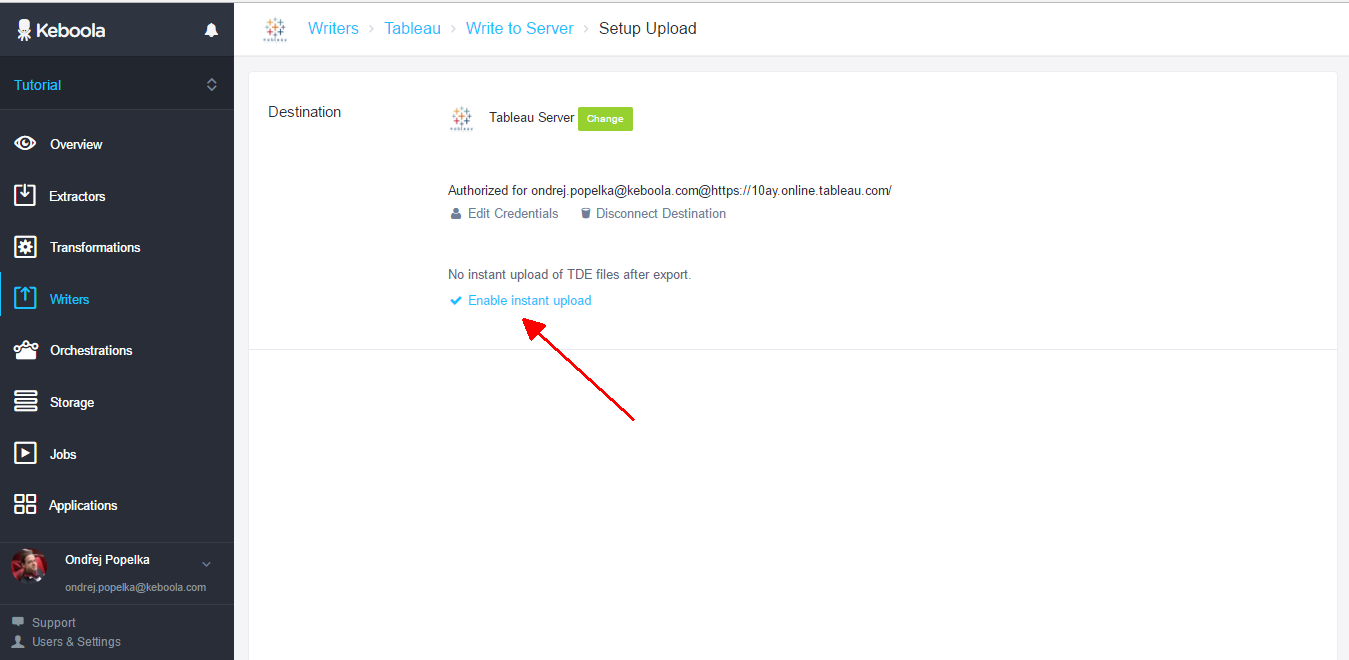 Keboola
Tutorial
Overview
Extractors
Transformations
Writers
Orchestrations
Storage
Jobs
Applications
Ondřej Popelka
ondrej.popelka@keboola.com
Support
Users & Settings
tableau
Writers › Tableau › Write to Server › Setup Upload
Destination
tableau
Tableau Server Change
Authorized for ondrej.popelka@keboola.com@https://10ay.online.tableau.com/
Edit Credentials Disconnect Destination
No instant upload of TDE files after export.
Enable instant upload